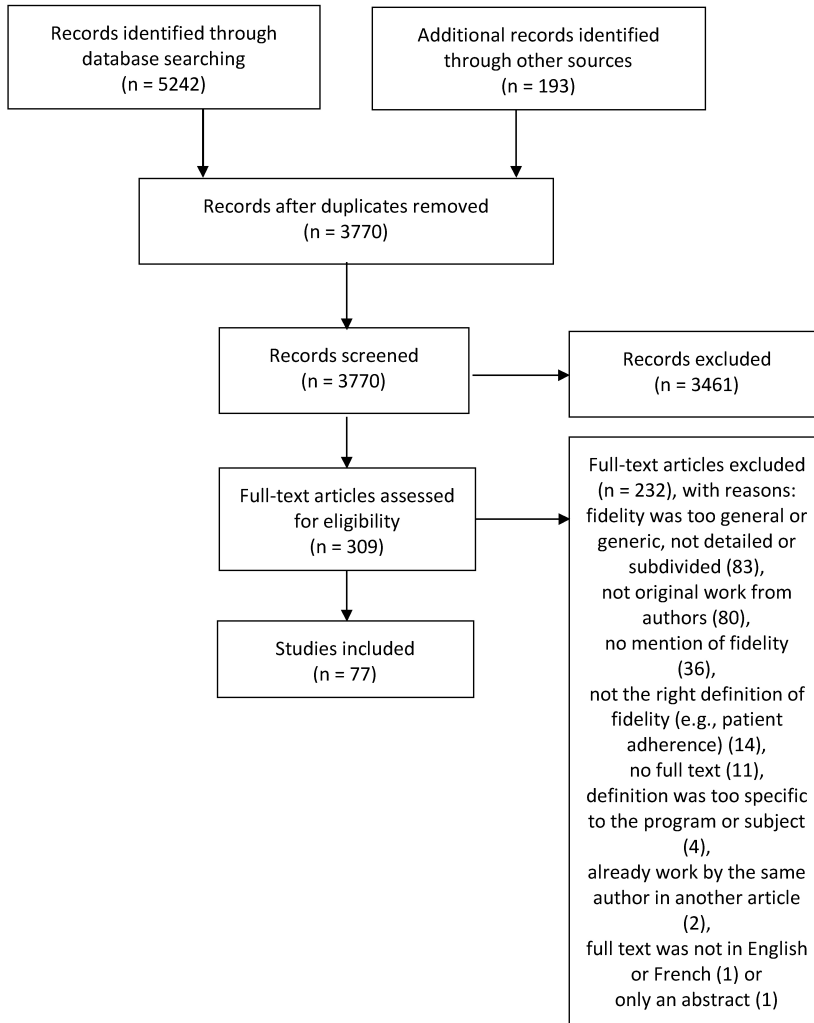 Records identified through
database searching
(n = 5242)
Additional records identified
through other sources
(n = 193)
Records after duplicates removed
(n = 3770)
Records screened
(n = 3770)
Records excluded
(n = 3461)
Full-text articles assessed
for eligibility
(n = 309)
Full-text articles excluded
(n = 232), with reasons:
fidelity was too general or
generic, not detailed or
subdivided (83),
not original work from
authors (80),
no mention of fidelity
(36),
not the right definition of
fidelity (e.g., patient
adherence) (14),
no full text (11),
definition was too specific
to the program or subject
(4),
already work by the same
author in another article
(2),
full text was not in English
or French (1) or
only an abstract (1)
Studies included
(n = 77)